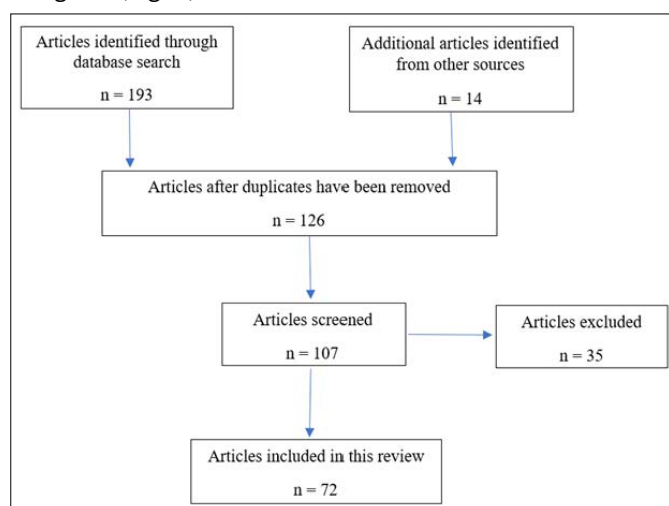 Articles identified through
database search
n = 193
Additional articles identified
from other sources
n = 14
Articles after duplicates have been removed
n = 126
Articles screened
n = 107
Articles excluded
n = 35
Articles included in this review
n = 72